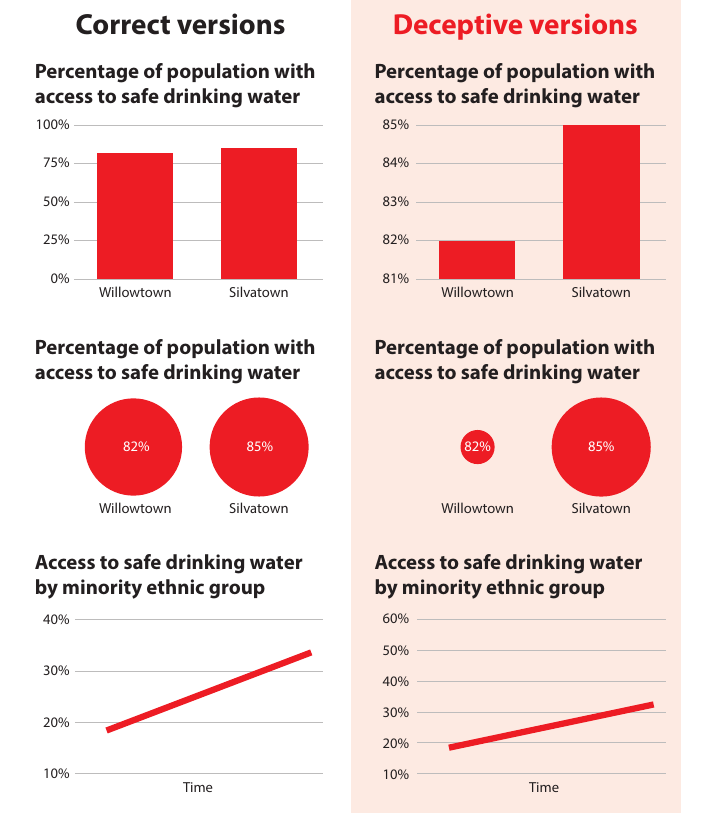 Correct versions
Percentage of population with
access to safe drinking water
100%
75%
50%
25%
0%
Willowtown
Silvatown
Percentage of population with
access to safe drinking water
82%
85%
Willowtown
Silvatown
Access to safe drinking water
by minority ethnic group
40%
30%
20%
10%
Time
Deceptive versions
Percentage of population with
access to safe drinking water
85%
84%
83%
82%
81%
Willowtown
Silvatown
Percentage of population with
access to safe drinking water
82%
85%
Willowtown
Silvatown
Access to safe drinking water
by minority ethnic group
60%
50%
40%
30%
20%
10%
Time